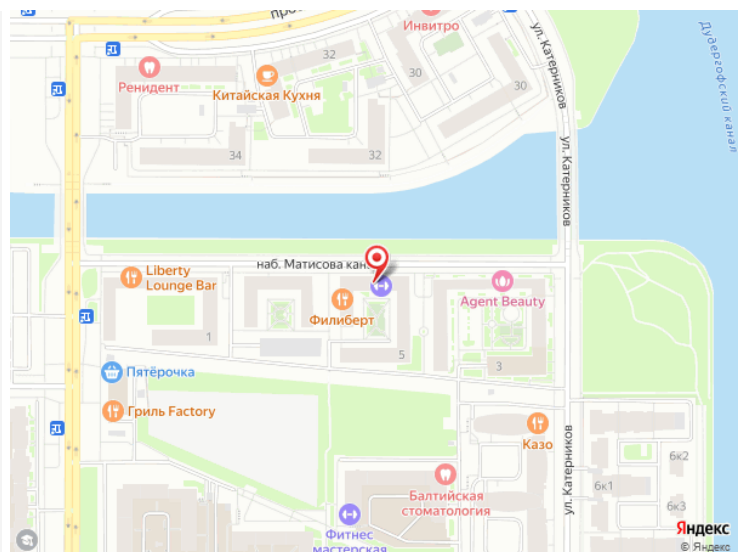 прос
Инвитро
ул. Катерников
Дудергофский канал
32
30
30
Ренидент
Китайская Кухня
34
32
ул. Катерников
наб. Матисова кан
Liberty
Lounge Bar
Agent Beauty
Филиберт
1
5
3
Пятёрочка
Гриль Factory
Казо
ул. Катерников
6к2
6к1
6к3
Балтийская
стоматология
Фитнес
мастерская
Яндекс
© Яндекс